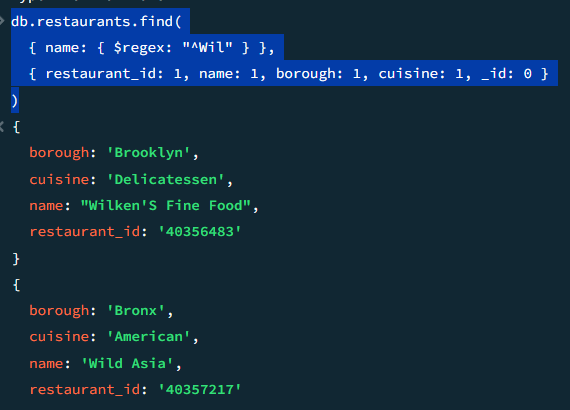 db.restaurants.find(
{ name: { $regex: "^Wil" } },
{ restaurant_id: 1, name: 1, borough: 1, cuisine: 1, _id: 0 }
)
{
borough: 'Brooklyn',
cuisine: 'Delicatessen',
name: "Wilken'S Fine Food",
restaurant_id: '40356483'
}
{
borough: 'Bronx',
cuisine: 'American',
name: 'Wild Asia',
restaurant_id: '40357217'